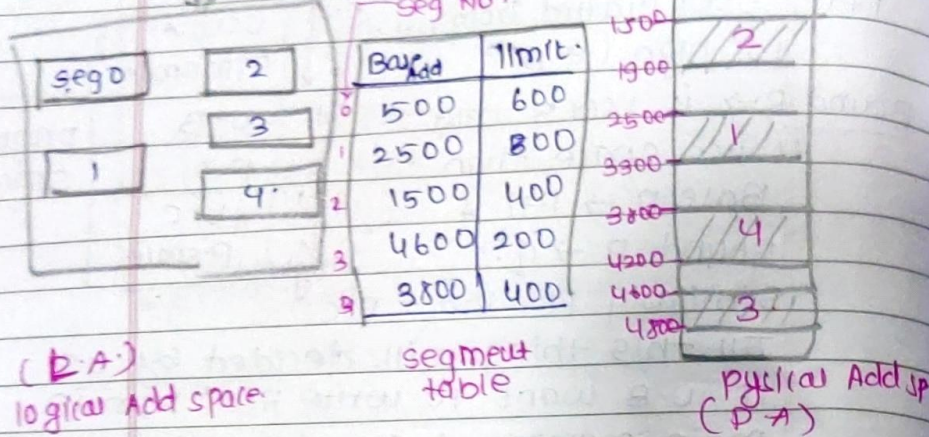 Seg No.
seg 0
2
3
1
4.
Base Add limit.
0 500 600
1 2500 800
2 1500 400
3 4600 200
3800 400
1500
2
1900
2500
1
3300
3800
4
4200
4600
3
4800
(L A.)
logical Add space.
segment
table
pysical Add sp
(P A)